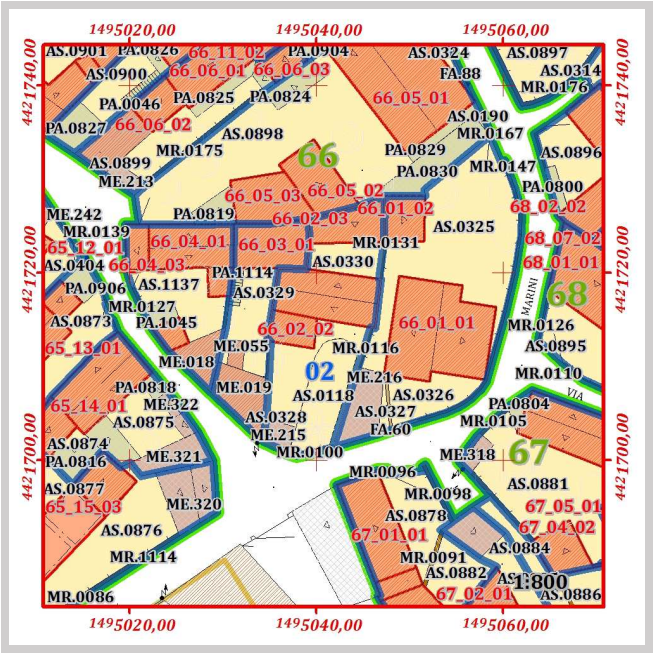 1495020,00 1495040,00 1495060,00
AS.0901 PA.0826 66_11_02 PA.0904 AS.0324 AS.0897
AS.0900 66_06_01 66_06_03 FA.88 AS.0314
4421740,00 MR.0176 4421740,00
PA.0046 PA.0825 PA.0824 66_05_01
PA.0827 66_06_02 AS.0898 AS.0190
MR.0167
MR.0175 66 PA.0829 AS.0896
AS.0899 PA.0830 MR.0147
ME.213 66_05_03 66_05_02 PA.0800
ME.242 PA.0819 66_02_03 66_01_02 68_02_02
MR.0139 AS.0325
65_12_01 66_04_01 66_03_01 MR.0131 68_07_02
AS.0404 66_04_03 AS.0330 68_01_01
4421720,00 PA.1114 4421720,00
PA.0906 AS.1137 AS.0329 MARINI 68
MR.0127
AS.0873 PA.1045 66_02_02 66_01_01 MR.0126
65_13_01 ME.055 MR.0116 AS.0895
ME.018 02 ME.216 MR.0110
PA.0818 ME.019 AS.0118 AS.0326 VIA
65_14_01 ME.322 AS.0327 PA.0804
AS.0875 AS.0328 FA.60 MR.0105
AS.0874 ME.215
PA.0816 ME.321 MR.0100 ME.318 67
4421700,00 MR.0096 4421700,00
AS.0877 MR.0098 AS.0881
65_15_03 ME.320 AS.0878 67_05_01
AS.0876 67_01_01 67_04_02
MR.1114 MR.0091 AS.0884
AS.0882 1:800
MR.0086 67_02_01 AS.0886
1495020,00 1495040,00 1495060,00